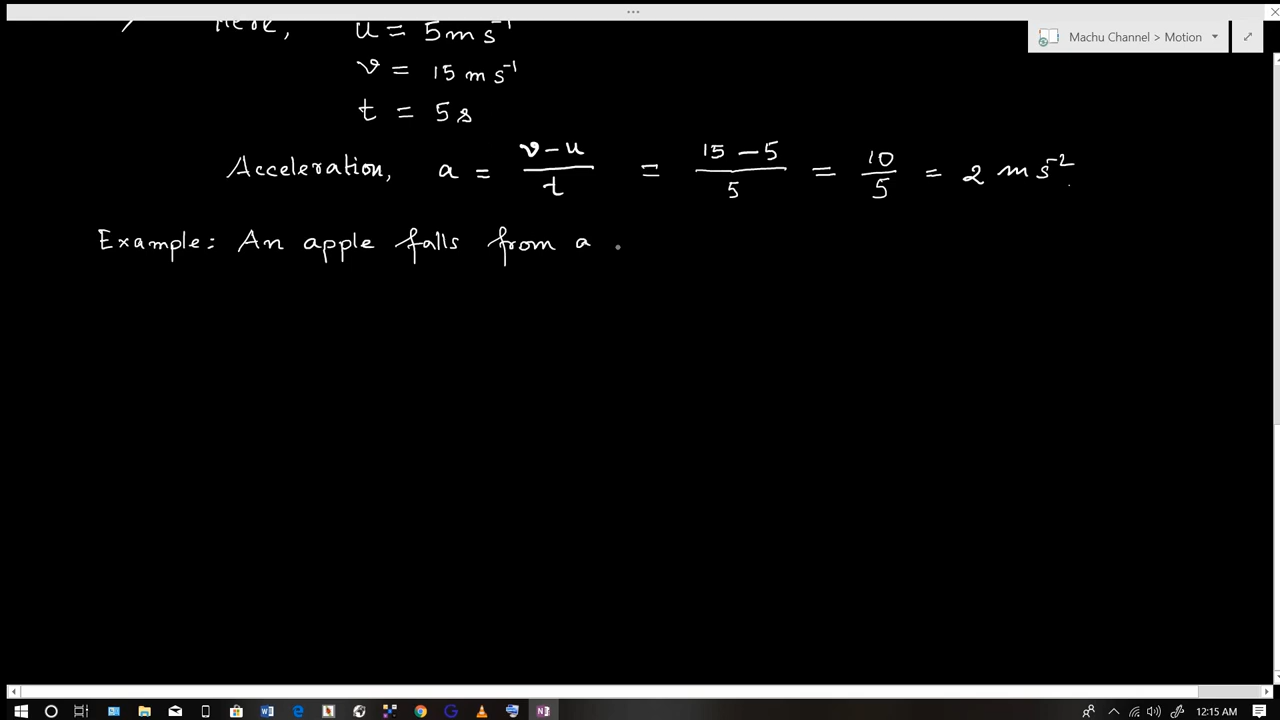 Machu Channel > Motion
Here, u = 5 m s⁻¹
v = 15 m s⁻¹
t = 5 s
Acceleration, a = v – u / t = 15 – 5 / 5 = 10 / 5 = 2 m s⁻²
Example: An apple falls from a
12:15 AM